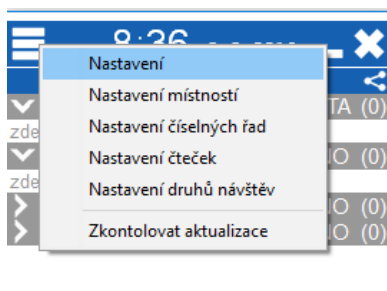 8:36
Nastavení
Nastavení místností
TA (0)
Nastavení číselných řad
zde
Nastavení čteček
NO (0)
zde
Nastavení druhů návštěv
NO (0)
Zkontolovat aktualizace
NO (0)